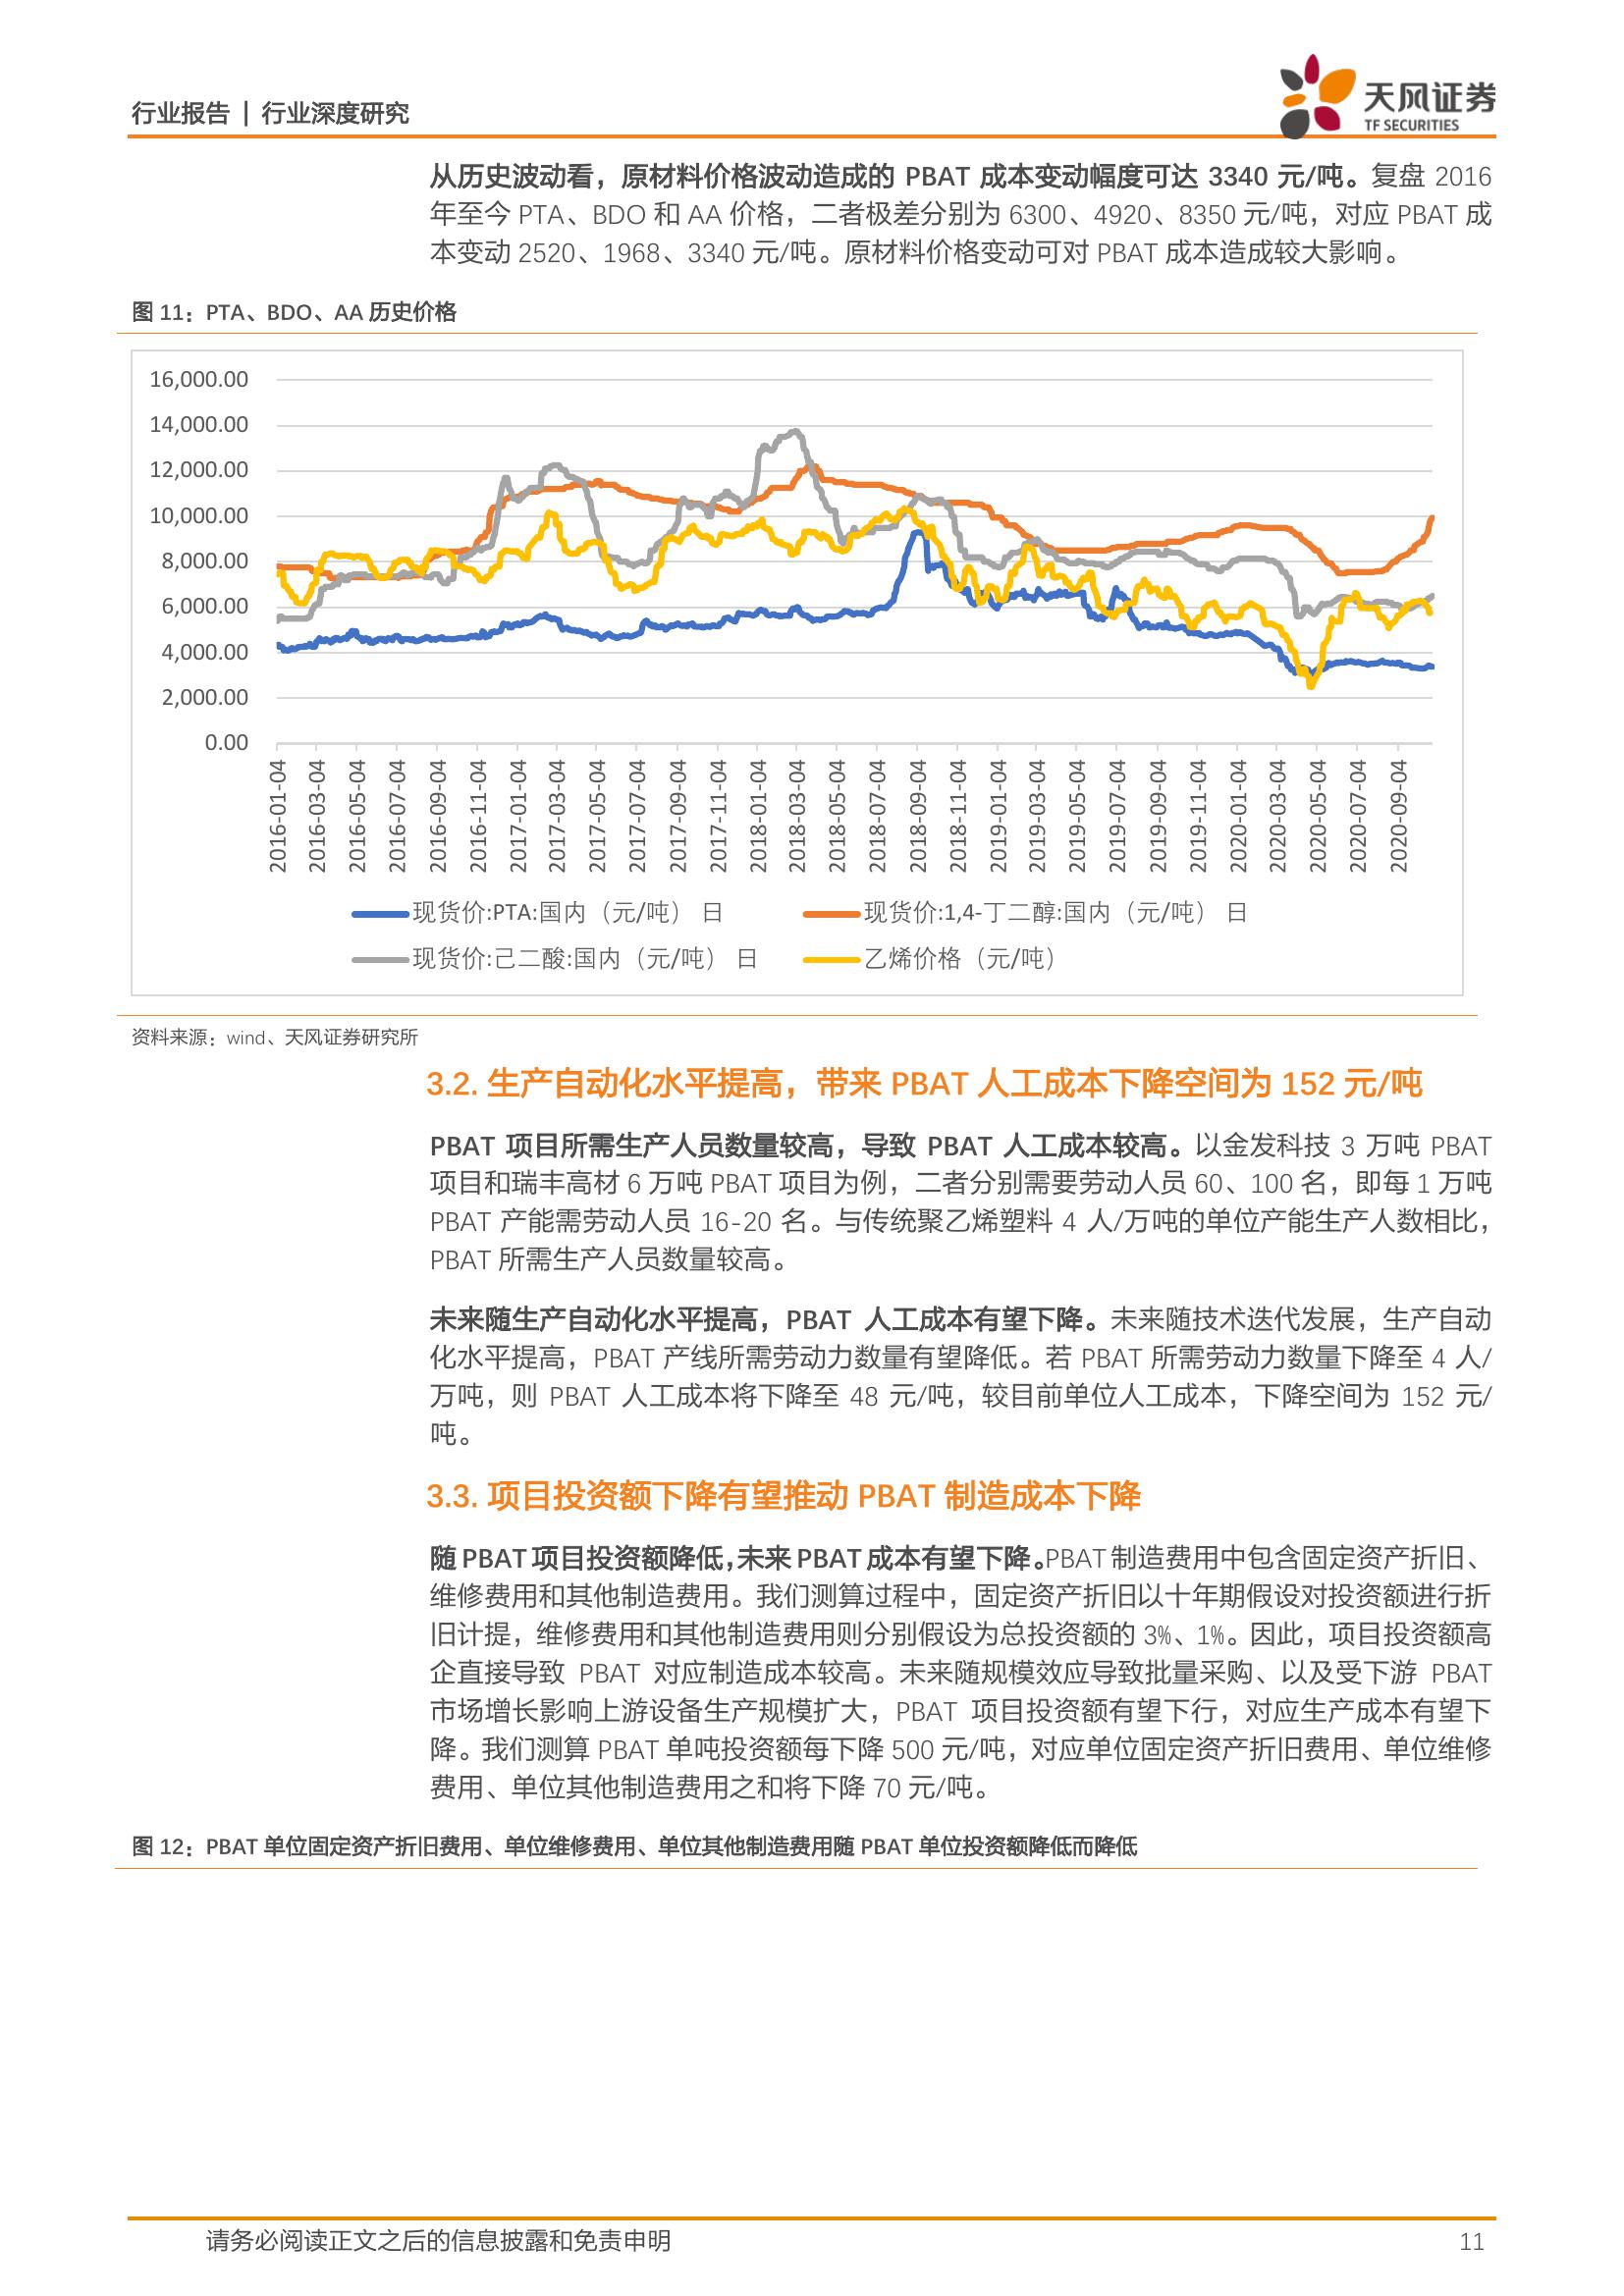 行业报告 | 行业深度研究
天风证券
TF SECURITIES
从历史波动看，原材料价格波动造成的 PBAT 成本变动幅度可达 3340 元/吨。复盘 2016
年至今 PTA、BDO 和 AA 价格，二者极差分别为 6300、4920、8350 元/吨，对应 PBAT 成
本变动 2520、1968、3340 元/吨。原材料价格变动可对 PBAT 成本造成较大影响。
图 11：PTA、BDO、AA 历史价格
16,000.00
14,000.00
12,000.00
10,000.00
8,000.00
6,000.00
4,000.00
2,000.00
0.00
2016-01-04
2016-03-04
2016-05-04
2016-07-04
2016-09-04
2016-11-04
2017-01-04
2017-03-04
2017-05-04
2017-07-04
2017-09-04
2017-11-04
2018-01-04
2018-03-04
2018-05-04
2018-07-04
2018-09-04
2018-11-04
2019-01-04
2019-03-04
2019-05-04
2019-07-04
2019-09-04
2019-11-04
2020-01-04
2020-03-04
2020-05-04
2020-07-04
2020-09-04
现货价:PTA:国内（元/吨） 日
现货价:1,4-丁二醇:国内（元/吨） 日
现货价:己二酸:国内（元/吨） 日
乙烯价格（元/吨）
资料来源：wind、天风证券研究所
3.2. 生产自动化水平提高，带来 PBAT 人工成本下降空间为 152 元/吨
PBAT 项目所需生产人员数量较高，导致 PBAT 人工成本较高。以金发科技 3 万吨 PBAT
项目和瑞丰高材 6 万吨 PBAT 项目为例，二者分别需要劳动人员 60、100 名，即每 1 万吨
PBAT 产能需劳动人员 16-20 名。与传统聚乙烯塑料 4 人/万吨的单位产能生产人数相比，
PBAT 所需生产人员数量较高。
未来随生产自动化水平提高，PBAT 人工成本有望下降。未来随技术迭代发展，生产自动
化水平提高，PBAT 产线所需劳动力数量有望降低。若 PBAT 所需劳动力数量下降至 4 人/
万吨，则 PBAT 人工成本将下降至 48 元/吨，较目前单位人工成本，下降空间为 152 元/
吨。
3.3. 项目投资额下降有望推动 PBAT 制造成本下降
随 PBAT 项目投资额降低，未来 PBAT 成本有望下降。PBAT 制造费用中包含固定资产折旧、
维修费用和其他制造费用。我们测算过程中，固定资产折旧以十年期假设对投资额进行折
旧计提，维修费用和其他制造费用则分别假设为总投资额的 3%、1%。因此，项目投资额高
企直接导致 PBAT 对应制造成本较高。未来随规模效应导致批量采购、以及受下游 PBAT
市场增长影响上游设备生产规模扩大，PBAT 项目投资额有望下行，对应生产成本有望下
降。我们测算 PBAT 单吨投资额每下降 500 元/吨，对应单位固定资产折旧费用、单位维修
费用、单位其他制造费用之和将下降 70 元/吨。
图 12：PBAT 单位固定资产折旧费用、单位维修费用、单位其他制造费用随 PBAT 单位投资额降低而降低
请务必阅读正文之后的信息披露和免责申明
11